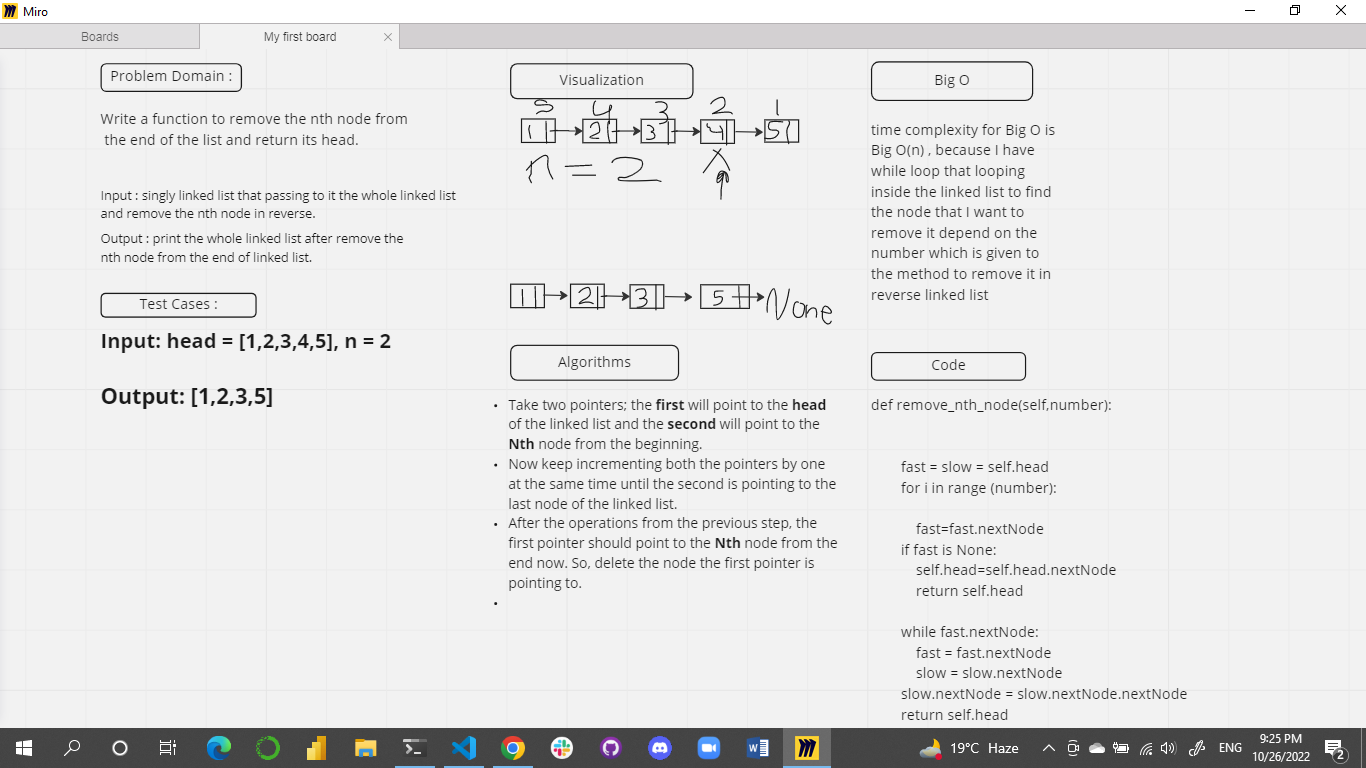 Miro
Boards
My first board
Problem Domain :
Write a function to remove the nth node from
the end of the list and return its head.
Input : singly linked list that passing to it the whole linked list
and remove the nth node in reverse.
Output : print the whole linked list after remove the
nth node from the end of linked list.
Test Cases :
Input: head = [1,2,3,4,5], n = 2
Output: [1,2,3,5]
Visualization
5 4 3 2 1
1 2 3 4 5
n = 2 X
1 2 3 5 None
Algorithms
• Take two pointers; the first will point to the head
of the linked list and the second will point to the
Nth node from the beginning.
• Now keep incrementing both the pointers by one
at the same time until the second is pointing to the
last node of the linked list.
• After the operations from the previous step, the
first pointer should point to the Nth node from the
end now. So, delete the node the first pointer is
pointing to.
•
Big O
time complexity for Big O is
Big O(n) , because I have
while loop that looping
inside the linked list to find
the node that I want to
remove it depend on the
number which is given to
the method to remove it in
reverse linked list
Code
def remove_nth_node(self,number):
fast = slow = self.head
for i in range (number):
fast=fast.nextNode
if fast is None:
self.head=self.head.nextNode
return self.head
while fast.nextNode:
fast = fast.nextNode
slow = slow.nextNode
slow.nextNode = slow.nextNode.nextNode
return self.head
19°C Haze
ENG
9:25 PM
10/26/2022
2